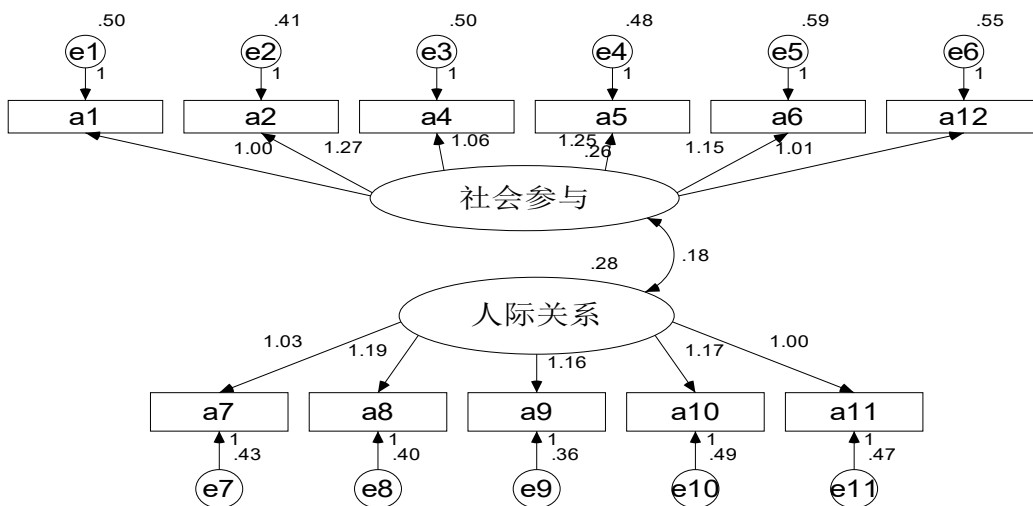 .50 .41 .50 .48 .59 .55
e1 e2 e3 e4 e5 e6
1 1 1 1 1 1
a1 a2 a4 a5 a6 a12
1.00 1.27 1.06 1.25 1.15 1.01
.26
社会参与
.18
.28
人际关系
1.03 1.19 1.16 1.17 1.00
a7 a8 a9 a10 a11
1 1 1 1 1
.43 .40 .36 .49 .47
e7 e8 e9 e10 e11